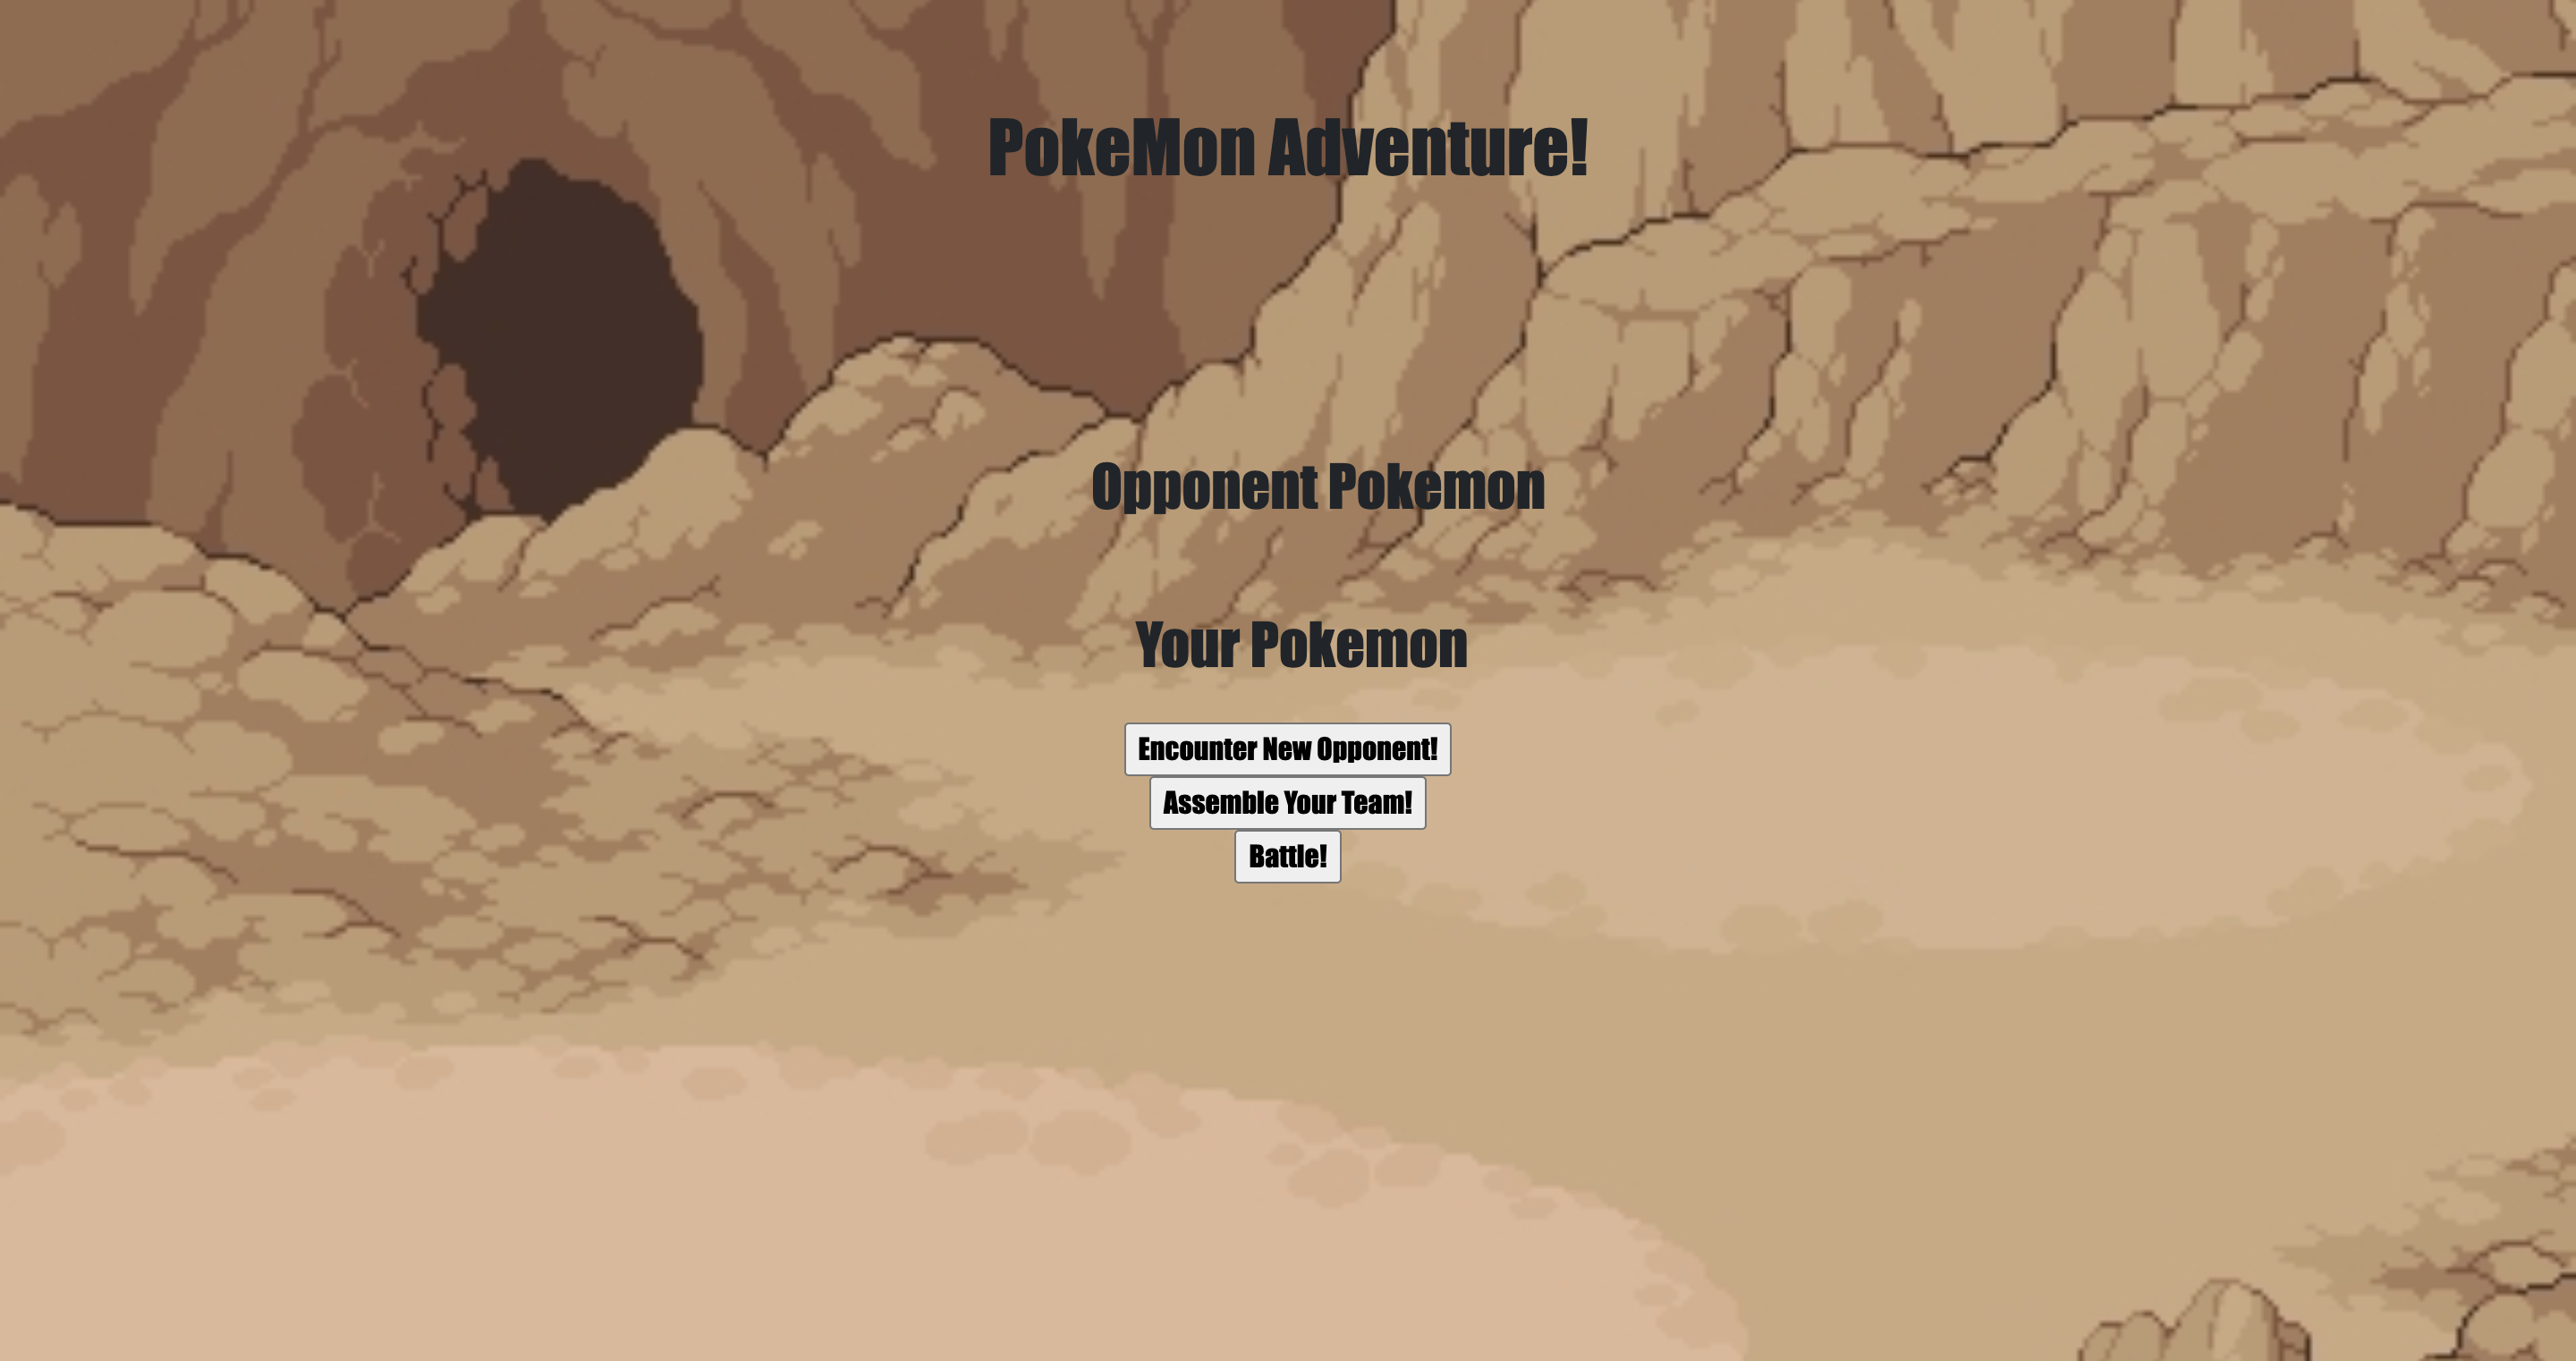 PokeMon Adventure!
Opponent Pokemon
Your Pokemon
Encounter New Opponent!
Assemble Your Team!
Battle!